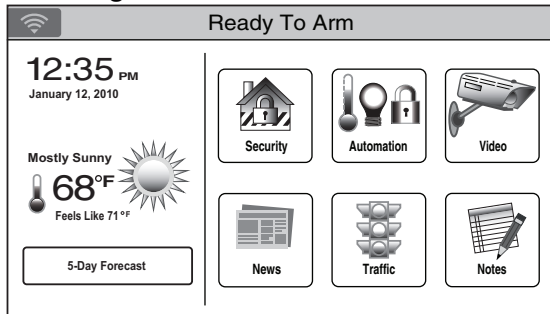 Ready To Arm
12:35 PM
January 12, 2010
Mostly Sunny
68°F
Feels Like 71°F
5-Day Forecast
Security
Automation
Video
News
Traffic
Notes